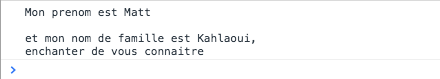 Mon prenom est Matt
et mon nom de famille est Kahlaoui,
enchanter de vous connaitre